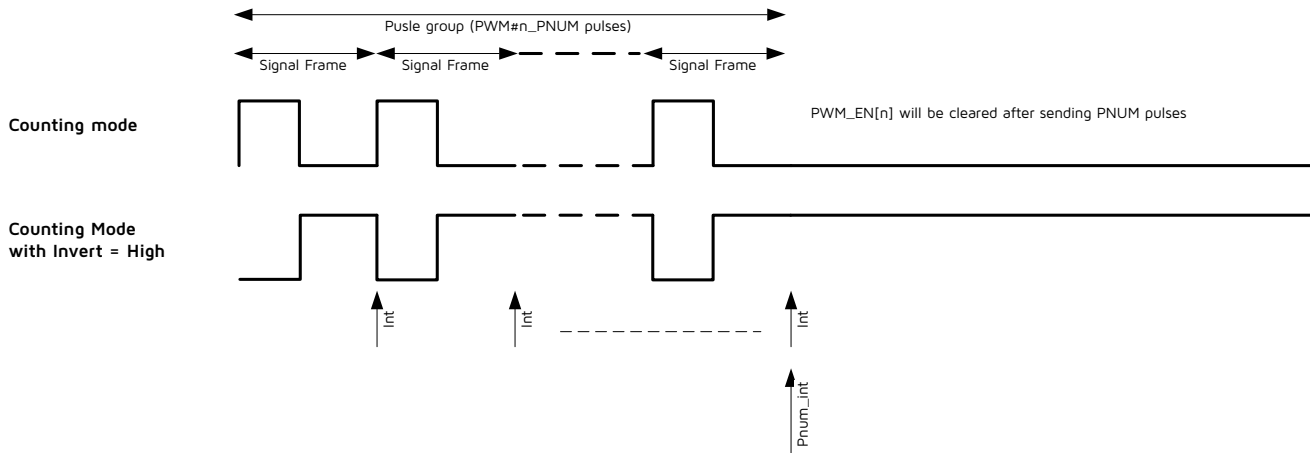 Pusle group (PWM#n_PNUM pulses)
Signal Frame
Signal Frame
Signal Frame
Counting mode
PWM_EN[n] will be cleared after sending PNUM pulses
Counting Mode
with Invert = High
Int
Int
Int
Pnum_int